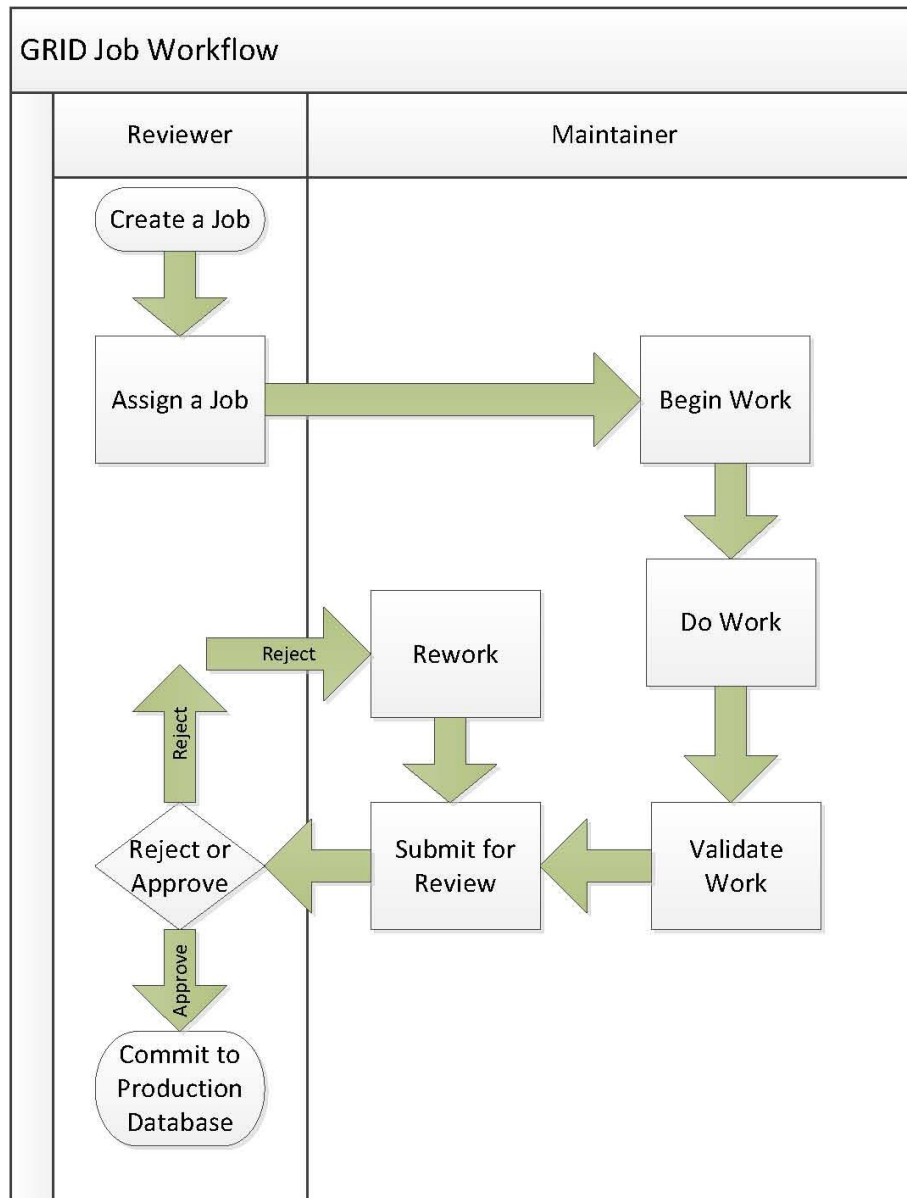 GRID Job Workflow
Reviewer
Maintainer
Create a Job
Assign a Job
Begin Work
Do Work
Reject
Rework
Reject
Reject or
Approve
Submit for
Review
Validate
Work
Approve
Commit to
Production
Database